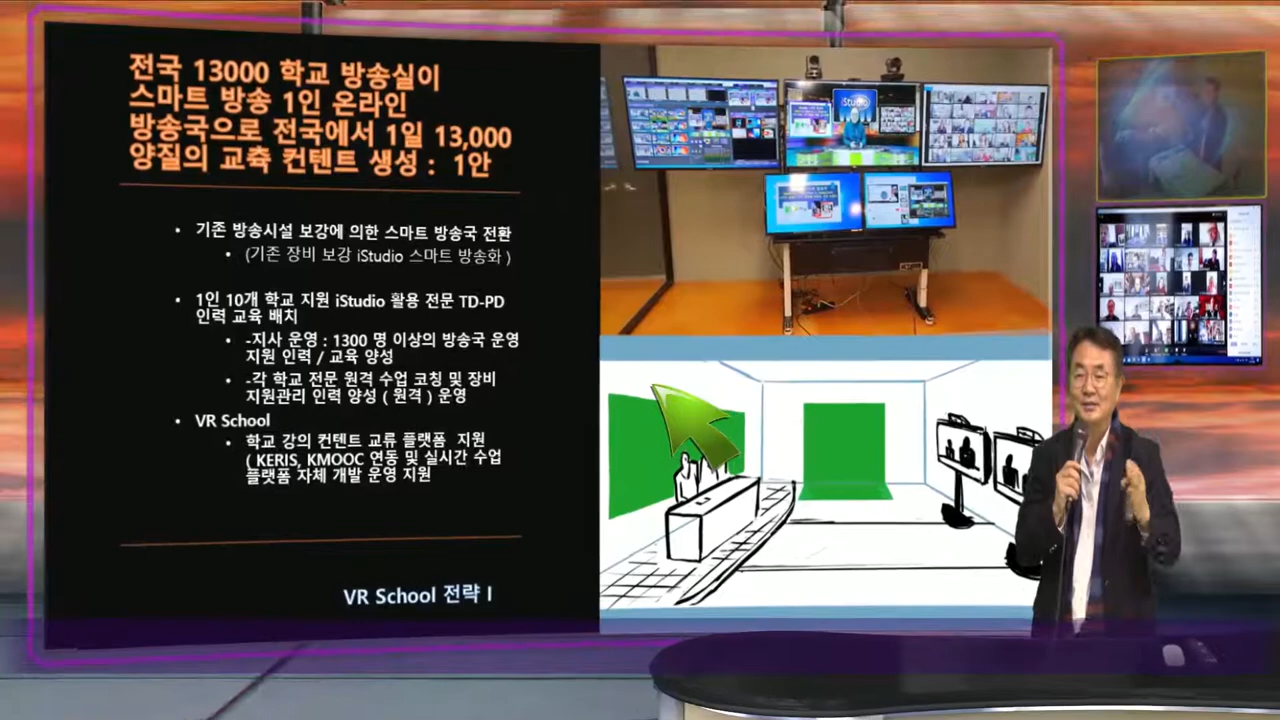 전국 13000 학교 방송실이
스마트 방송 1인 온라인
방송국으로 전국에서 1일 13,000
양질의 교츅 컨텐트 생성 : 1안
기존 방송시설 보강에 의한 스마트 방송국 전환
(기존 장비 보강 iStudio 스마트 방송화 )
1인 10개 학교 지원 iStudio 활용 전문 TD-PD
인력 교육 배치
-지사 운영 : 1300 명 이상의 방송국 운영
지원 인력 / 교육 양성
-각 학교 전문 원격 수업 코칭 및 장비
지원관리 인력 양성 ( 원격 ) 운영
VR School
학교 강의 컨텐트 교류 플랫폼 지원
( KERIS, KMOOC 연동 및 실시간 수업
플랫폼 자체 개발 운영 지원
VR School 전략 I
iStudio